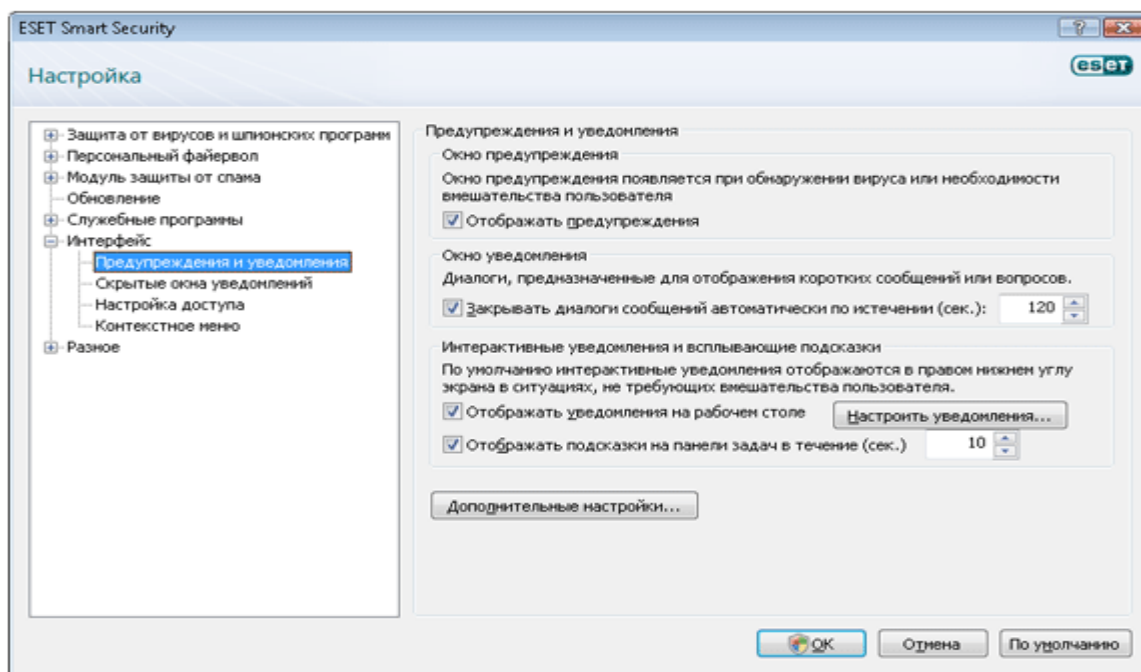 ESET Smart Security
Настройка
eset
Защита от вирусов и шпионских программ
Персональный файервол
Модуль защиты от спама
Обновление
Служебные программы
Интерфейс
Предупреждения и уведомления
Скрытые окна уведомлений
Настройка доступа
Контекстное меню
Разное
Предупреждения и уведомления
Окно предупреждения
Окно предупреждения появляется при обнаружении вируса или необходимости
вмешательства пользователя
Отображать предупреждения
Окно уведомления
Диалоги, предназначенные для отображения коротких сообщений или вопросов.
Закрывать диалоги сообщений автоматически по истечении (сек.): 120
Интерактивные уведомления и всплывающие подсказки
По умолчанию интерактивные уведомления отображаются в правом нижнем углу
экрана в ситуациях, не требующих вмешательства пользователя.
Отображать уведомления на рабочем столе Настроить уведомления...
Отображать подсказки на панели задач в течение (сек.) 10
Дополнительные настройки...
OK Отмена По умолчанию